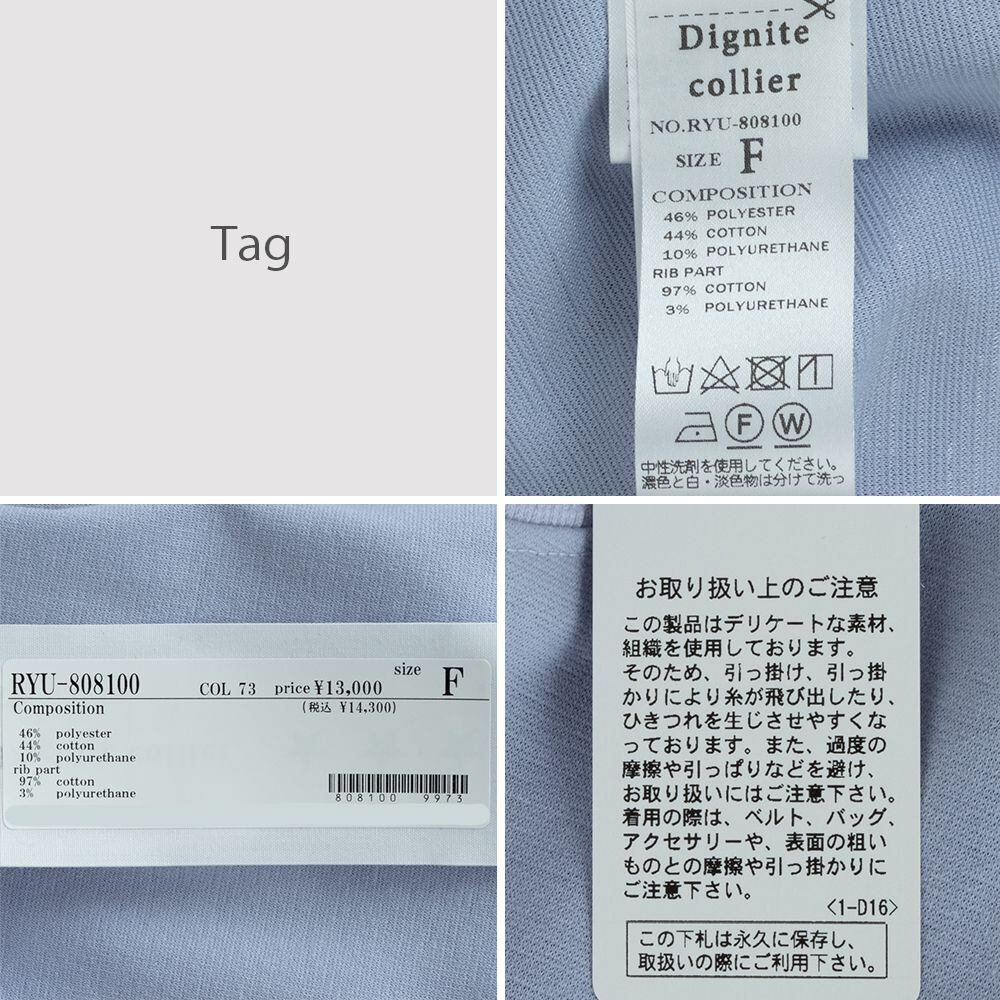 Tag
Dignite
collier
NO.RYU-808100
SIZE F
COMPOSITION
46% POLYESTER
44% COTTON
10% POLYURETHANE
RIB PART
97% COTTON
3% POLYURETHANE
F W
中性洗剤を使用してください。
濃色と白・淡色物は分けて洗っ
RYU-808100 COL 73 price ¥13,000 size F
Composition (税込 ¥14,300)
46% polyester
44% cotton
10% polyurethane
rib part
97% cotton
3% polyurethane
808100 9973
お取り扱い上のご注意
この製品はデリケートな素材、
組織を使用しております。
そのため、引っ掛け、引っ掛
かりにより糸が飛び出したり、
ひきつれを生じさせやすくな
っております。また、過度の
摩擦や引っぱりなどを避け、
お取り扱いにはご注意下さい。
着用の際は、ベルト、バッグ、
アクセサリーや、表面の粗い
ものとの摩擦や引っ掛かりに
ご注意下さい。
<1-D16>
この下札は永久に保存し、
取扱いの際にご利用下さい。